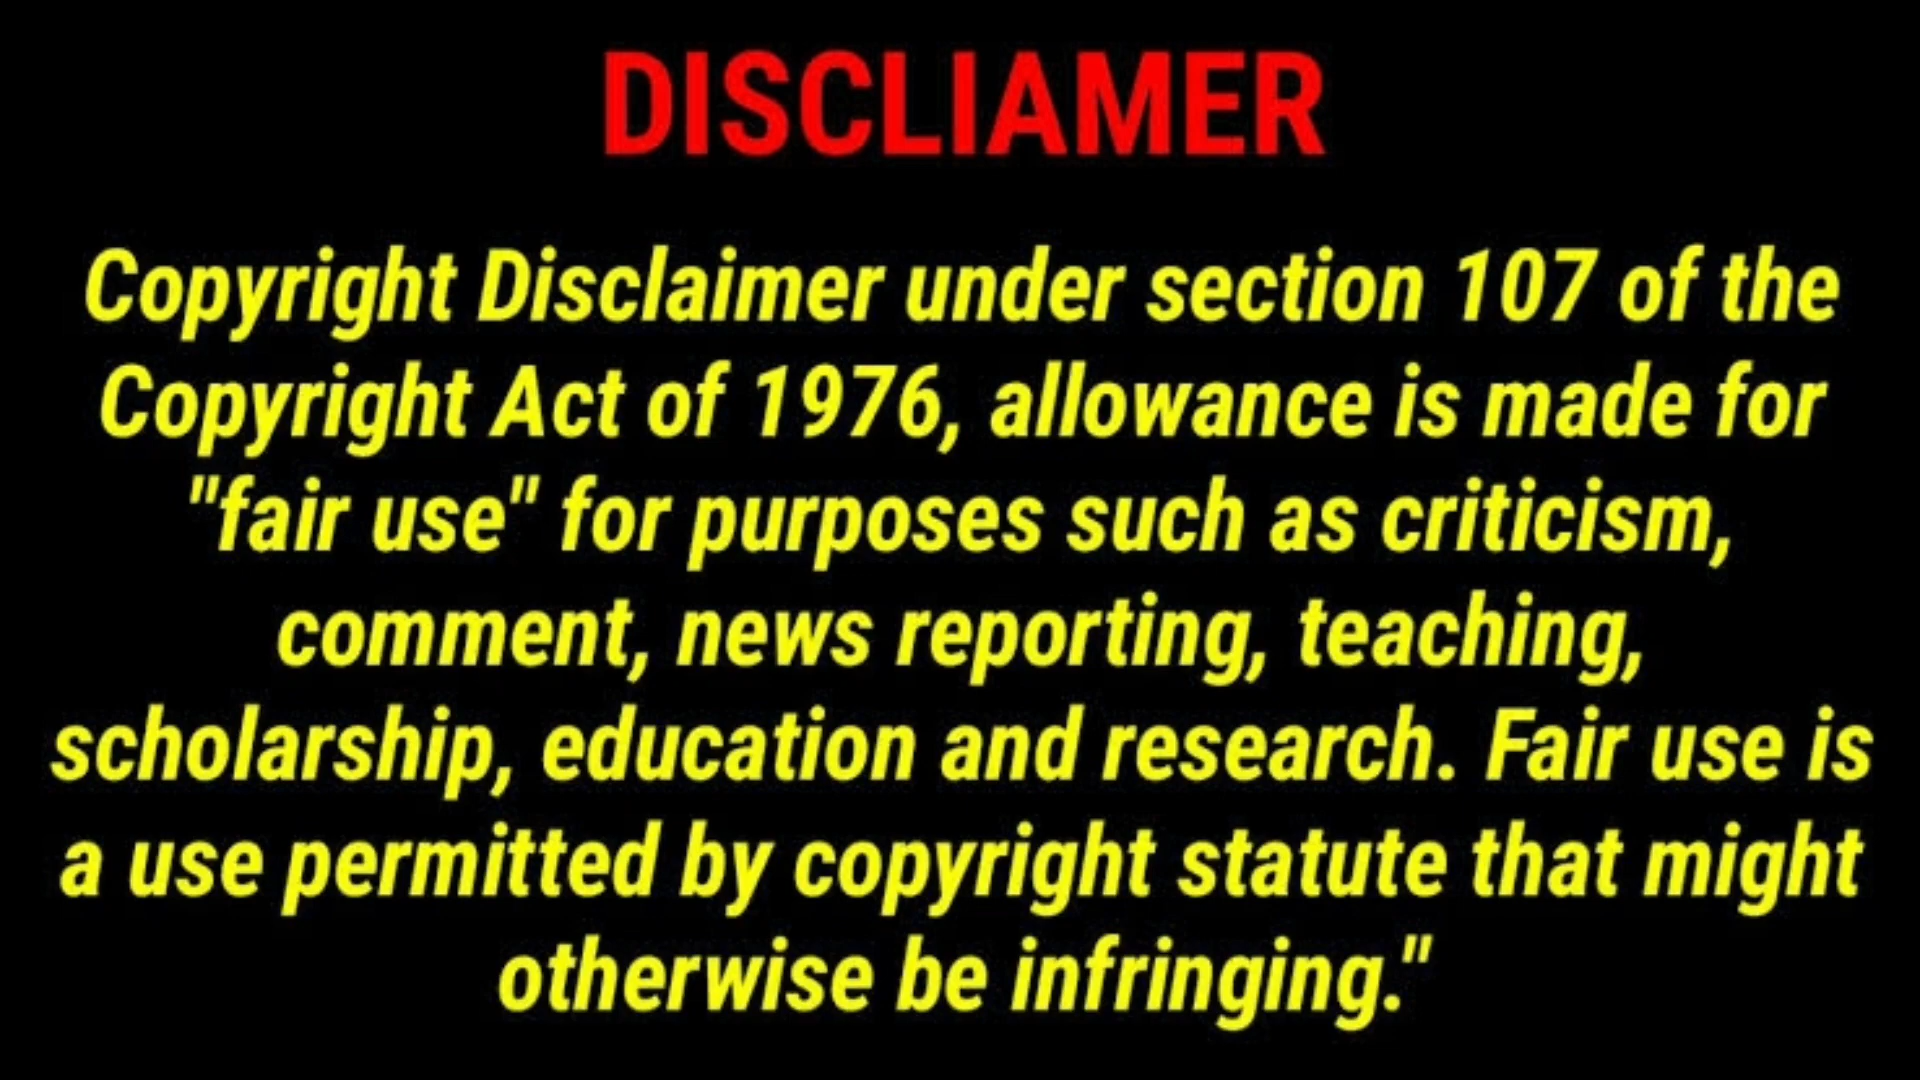 DISCLIAMER
Copyright Disclaimer under section 107 of the
Copyright Act of 1976, allowance is made for
"fair use" for purposes such as criticism,
comment, news reporting, teaching,
scholarship, education and research. Fair use is
a use permitted by copyright statute that might
otherwise be infringing."